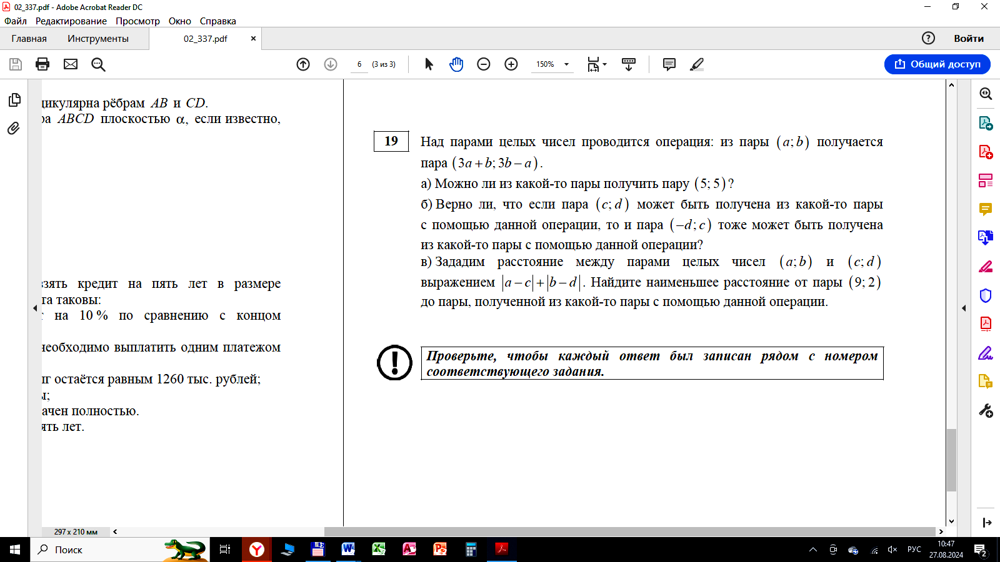 02_337.pdf - Adobe Acrobat Reader DC
Файл Редактирование Просмотр Окно Справка
Главная Инструменты 02_337.pdf × Войти
6 (3 из 3) 150% Общий доступ
дикулярна рёбрам AB и CD.
ра ABCD плоскостью α, если известно,
взять кредит на пять лет в размере
та таковы:
т на 10 % по сравнению с концом
необходимо выплатить одним платежом
лг остаётся равным 1260 тыс. рублей;
ы;
ачен полностью.
ять лет.
19 Над парами целых чисел проводится операция: из пары (a; b) получается
пара (3a + b; 3b − a).
а) Можно ли из какой-то пары получить пару (5; 5)?
б) Верно ли, что если пара (c; d) может быть получена из какой-то пары
с помощью данной операции, то и пара (−d; c) тоже может быть получена
из какой-то пары с помощью данной операции?
в) Зададим расстояние между парами целых чисел (a; b) и (c; d)
выражением |a − c| + |b − d|. Найдите наименьшее расстояние от пары (9; 2)
до пары, полученной из какой-то пары с помощью данной операции.
! Проверьте, чтобы каждый ответ был записан рядом с номером
соответствующего задания.
297 x 210 мм
Поиск
РУС
10:47
27.08.2024
2